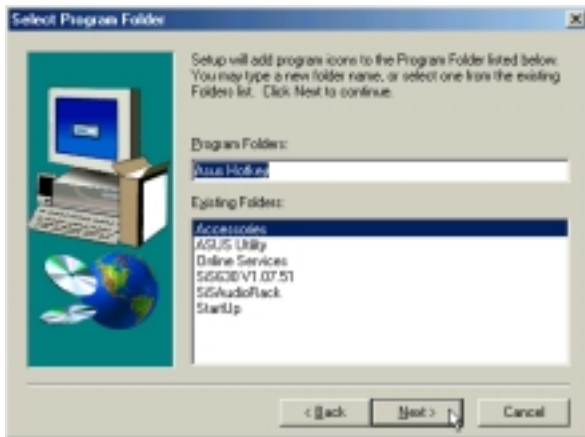 Select Program Folder
Setup will add program icons to the Program Folder listed below.
You may type a new folder name, or select one from the existing
Folders list. Click Next to continue.
Program Folders:
Asus Hotkey
Existing Folders:
Accessories
ASUS Utility
Online Services
SiS630 V1.07.51
SiSAudioRack
StartUp
< Back
Next >
Cancel